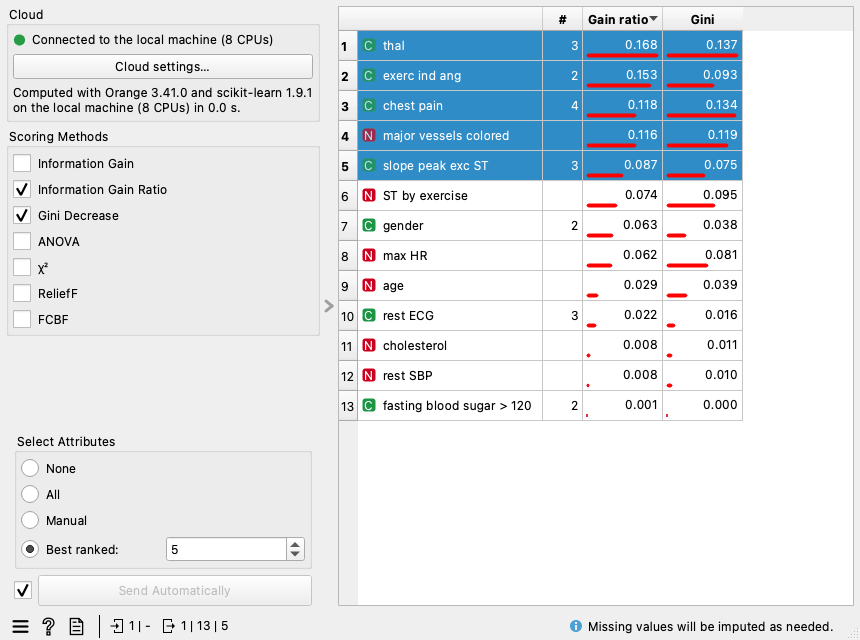 Cloud
Connected to the local machine (8 CPUs)
Cloud settings...
Computed with Orange 3.41.0 and scikit-learn 1.9.1
on the local machine (8 CPUs) in 0.0 s.
Scoring Methods
Information Gain
Information Gain Ratio
Gini Decrease
ANOVA
χ²
ReliefF
FCBF
Select Attributes
None
All
Manual
Best ranked: 5
Send Automatically
1 | - 1 | 13 | 5
# Gain ratio Gini
1 C thal 3 0.168 0.137
2 C exerc ind ang 2 0.153 0.093
3 C chest pain 4 0.118 0.134
4 N major vessels colored 0.116 0.119
5 C slope peak exc ST 3 0.087 0.075
6 N ST by exercise 0.074 0.095
7 C gender 2 0.063 0.038
8 N max HR 0.062 0.081
9 N age 0.029 0.039
10 C rest ECG 3 0.022 0.016
11 N cholesterol 0.008 0.011
12 N rest SBP 0.008 0.010
13 C fasting blood sugar > 120 2 0.001 0.000
Missing values will be imputed as needed.